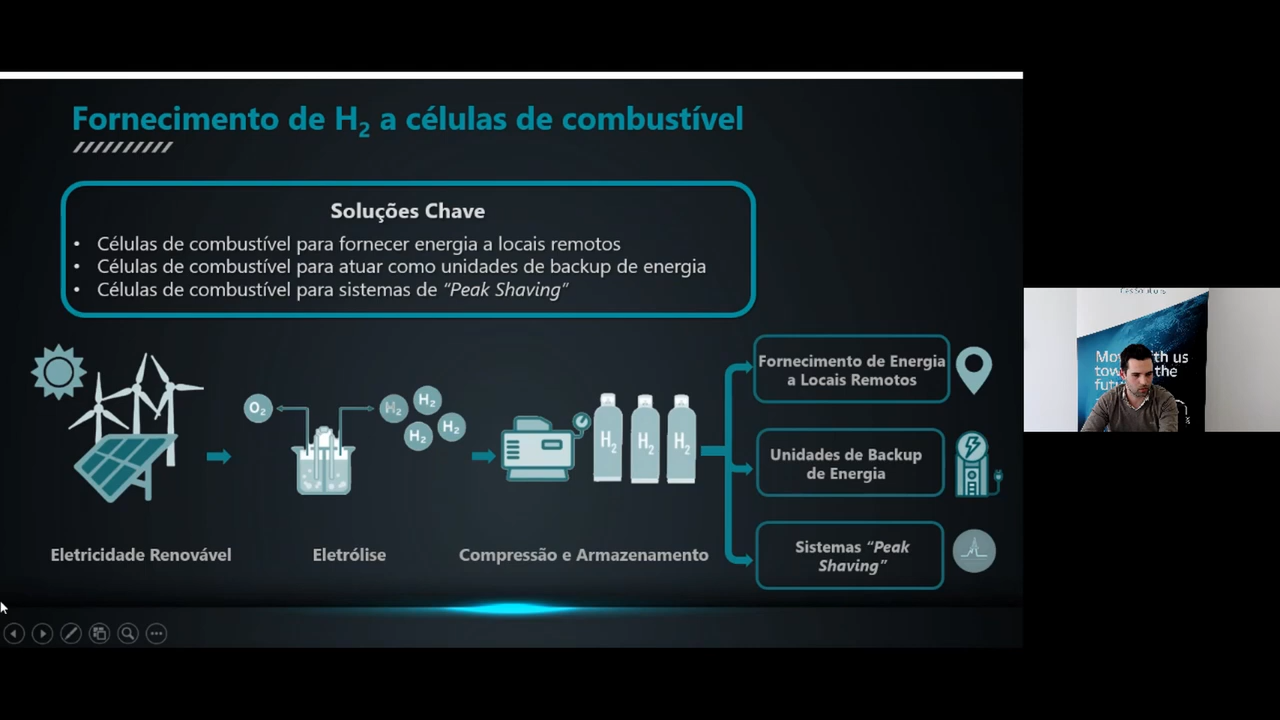 Fornecimento de H₂ a células de combustível
Soluções Chave
• Células de combustível para fornecer energia a locais remotos
• Células de combustível para atuar como unidades de backup de energia
• Células de combustível para sistemas de “Peak Shaving”
O₂
H₂
H₂
H₂
H₂
H₂
H₂
H₂
Fornecimento de Energia
a Locais Remotos
Unidades de Backup
de Energia
Sistemas “Peak
Shaving”
Eletricidade Renovável
Eletrólise
Compressão e Armazenamento
with us
the